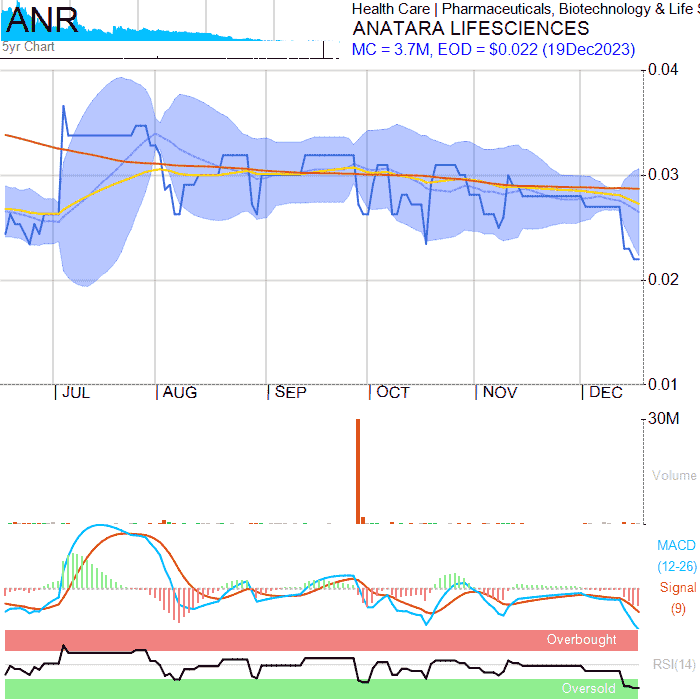 ANR
Health Care | Pharmaceuticals, Biotechnology & Life
ANATARA LIFESCIENCES
MC = 3.7M, EOD = $0.022 (19Dec2023)
5yr Chart
0.04
0.03
0.02
0.01
JUL AUG SEP OCT NOV DEC
30M
Volume
MACD
(12-26)
Signal
(9)
Overbought
RSI(14)
Oversold